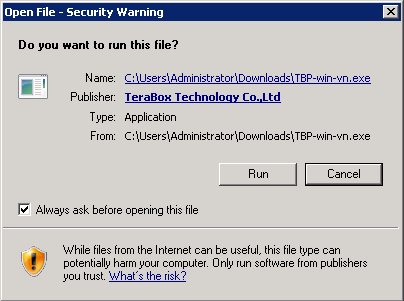 Open File - Security Warning
Do you want to run this file?
Name: C:\Users\Administrator\Downloads\TBP-win-vn.exe
Publisher: TeraBox Technology Co.,Ltd
Type: Application
From: C:\Users\Administrator\Downloads\TBP-win-vn.exe
Run Cancel
Always ask before opening this file
While files from the Internet can be useful, this file type can
potentially harm your computer. Only run software from publishers
you trust. What's the risk?